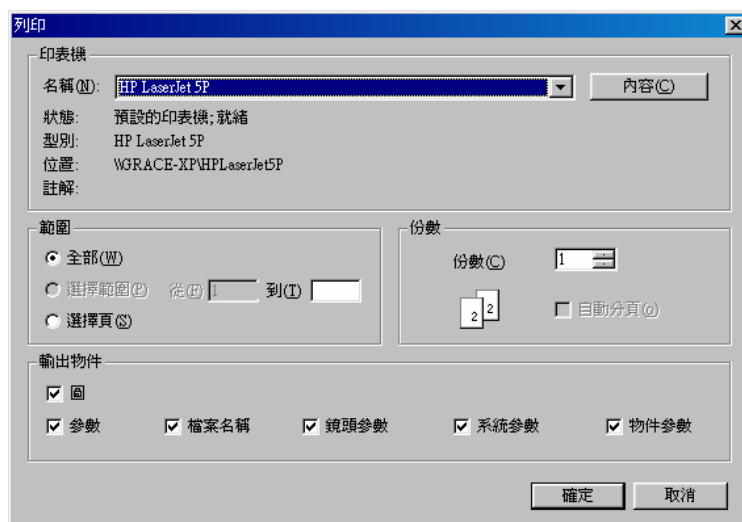 列印
印表機
名稱(N): HP LaserJet 5P 內容(C)
狀態: 預設的印表機; 就緒
型別: HP LaserJet 5P
位置: \\GRACE-XP\HPLaserJet5P
註解:
範圍
全部(W)
選擇範圍(P) 從(F) 1 到(T)
選擇頁(S)
份數
份數(C) 1
2 2
自動分頁(o)
輸出物件
圖
參數 檔案名稱 鏡頭參數 系統參數 物件參數
確定 取消